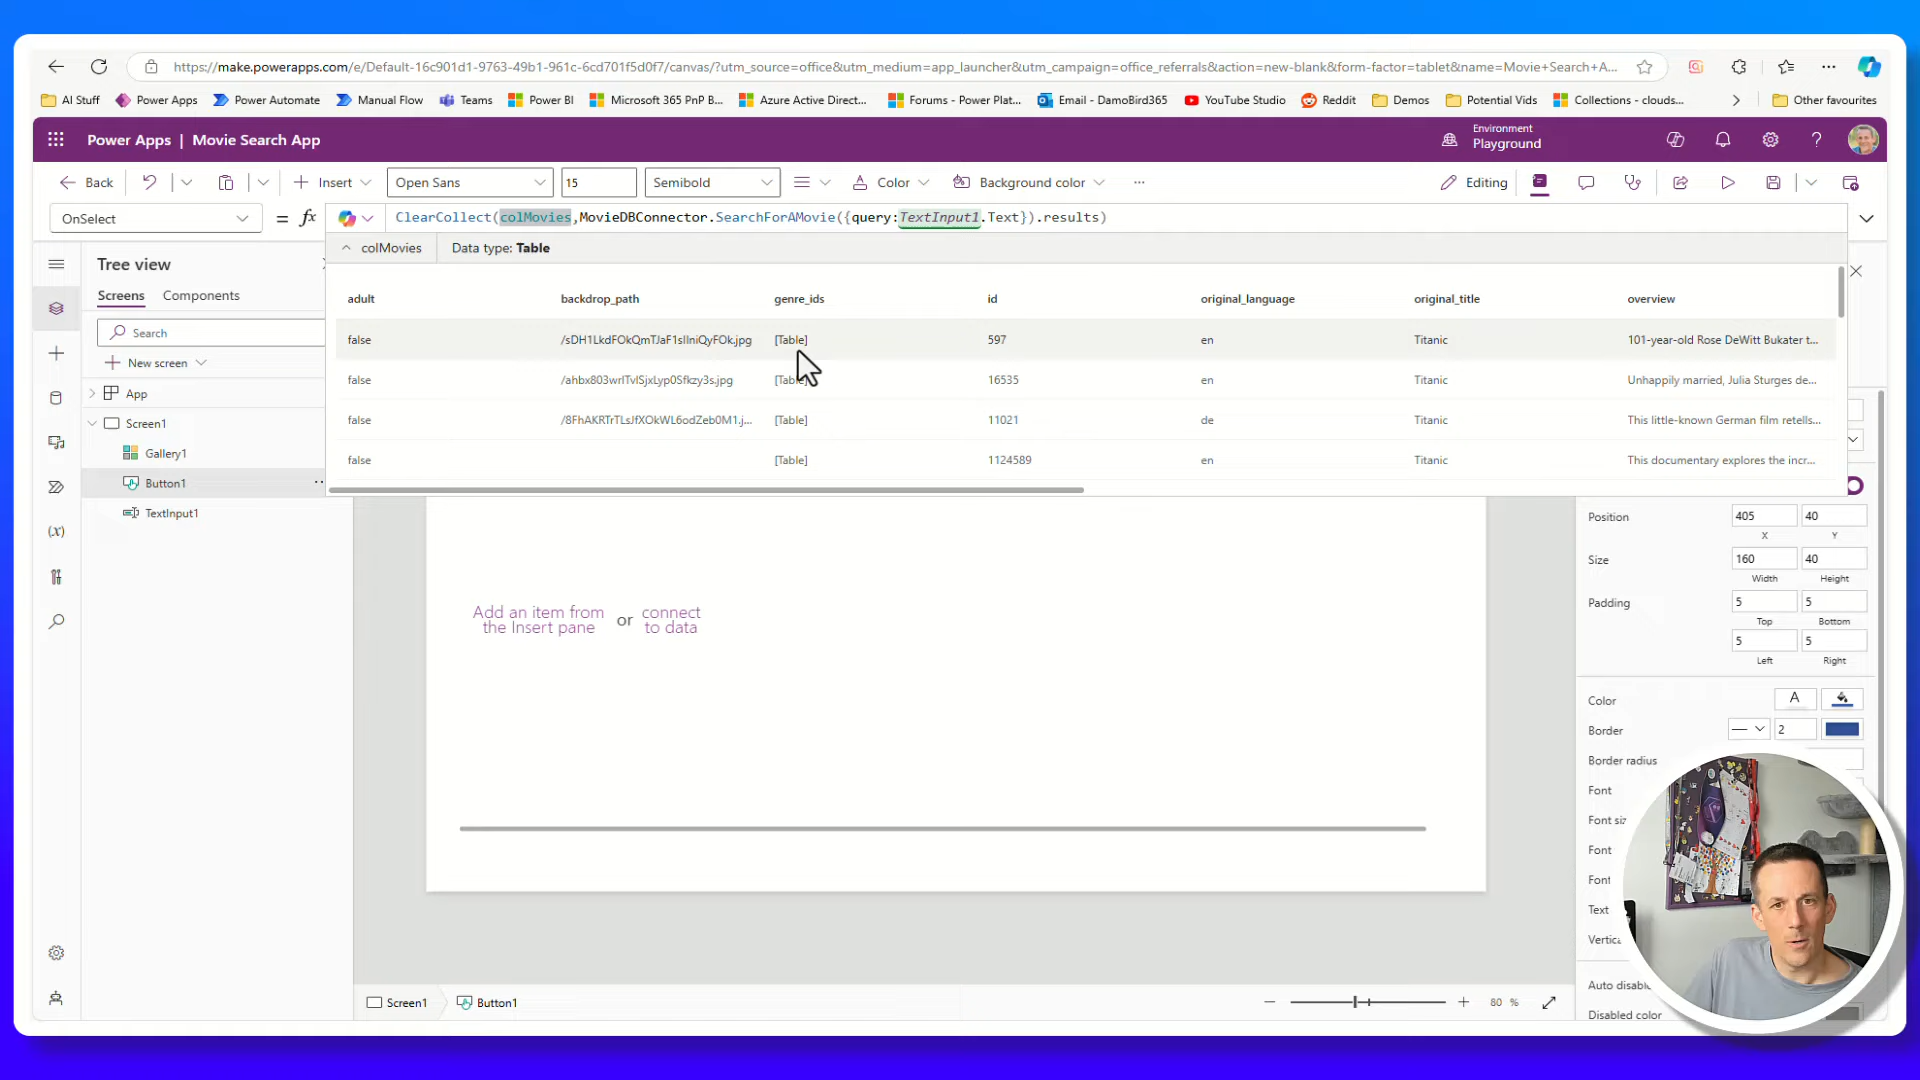 https://make.powerapps.com/e/Default-16c901d1-9763-49b1-961c-6cd701f5d0f7/canvas/?utm_source=office&utm_medium=app_launcher&utm_campaign=office_referrals&action=new-blank&form-factor=tablet&name=Movie+Search+A...
AI Stuff Power Apps Power Automate Manual Flow Teams Power BI Microsoft 365 PnP B... Azure Active Direct... Forums - Power Plat... Email - DamoBird365 YouTube Studio Reddit Demos Potential Vids Collections - clouds... Other favourites
Power Apps | Movie Search App
Environment
Playground
Back Insert Open Sans 15 Semibold Color Background color ... Editing
OnSelect = fx ClearCollect(colMovies,MovieDBConnector.SearchForAMovie({query:TextInput1.Text}).results)
colMovies Data type: Table
Tree view
Screens Components
Search
New screen
App
Screen1
Gallery1
Button1
TextInput1
adult backdrop_path genre_ids id original_language original_title overview
false [Table] 597 en Titanic 101-year-old Rose DeWitt Bukater t...
false /ahbx803wrlTvlSjxLyp0Sfkzy3s.jpg [Table] 16535 en Titanic Unhappily married, Julia Sturges de...
false /8FhAKRTrTLsJfXOkWL6odZeb0M1.j... [Table] 11021 de Titanic This little-known German film retells...
false [Table] 1124589 en Titanic This documentary explores the incr...
Add an item from
the Insert pane
or
connect
to data
Position 405 40
X Y
Size 160 40
Width Height
Padding 5 5
Top Bottom
5 5
Left Right
Color A
Border 2
Border radius
Font
Font siz
Font
Font
Text
Vertica
Auto disable
Disabled color
Screen1 Button1
80 %